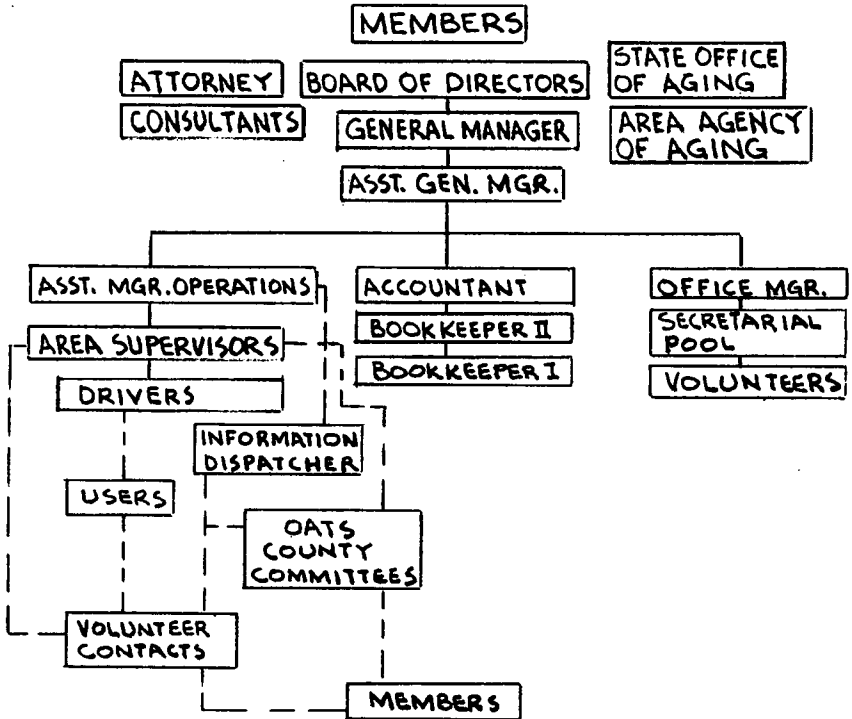 MEMBERS
ATTORNEY
BOARD OF DIRECTORS
STATE OFFICE
OF AGING
CONSULTANTS
GENERAL MANAGER
AREA AGENCY
OF AGING
ASST. GEN. MGR.
ASST. MGR. OPERATIONS
ACCOUNTANT
OFFICE MGR.
AREA SUPERVISORS
BOOKKEEPER II
SECRETARIAL
POOL
DRIVERS
BOOKKEEPER I
VOLUNTEERS
INFORMATION
DISPATCHER
USERS
OATS
COUNTY
COMMITTEES
VOLUNTEER
CONTACTS
MEMBERS